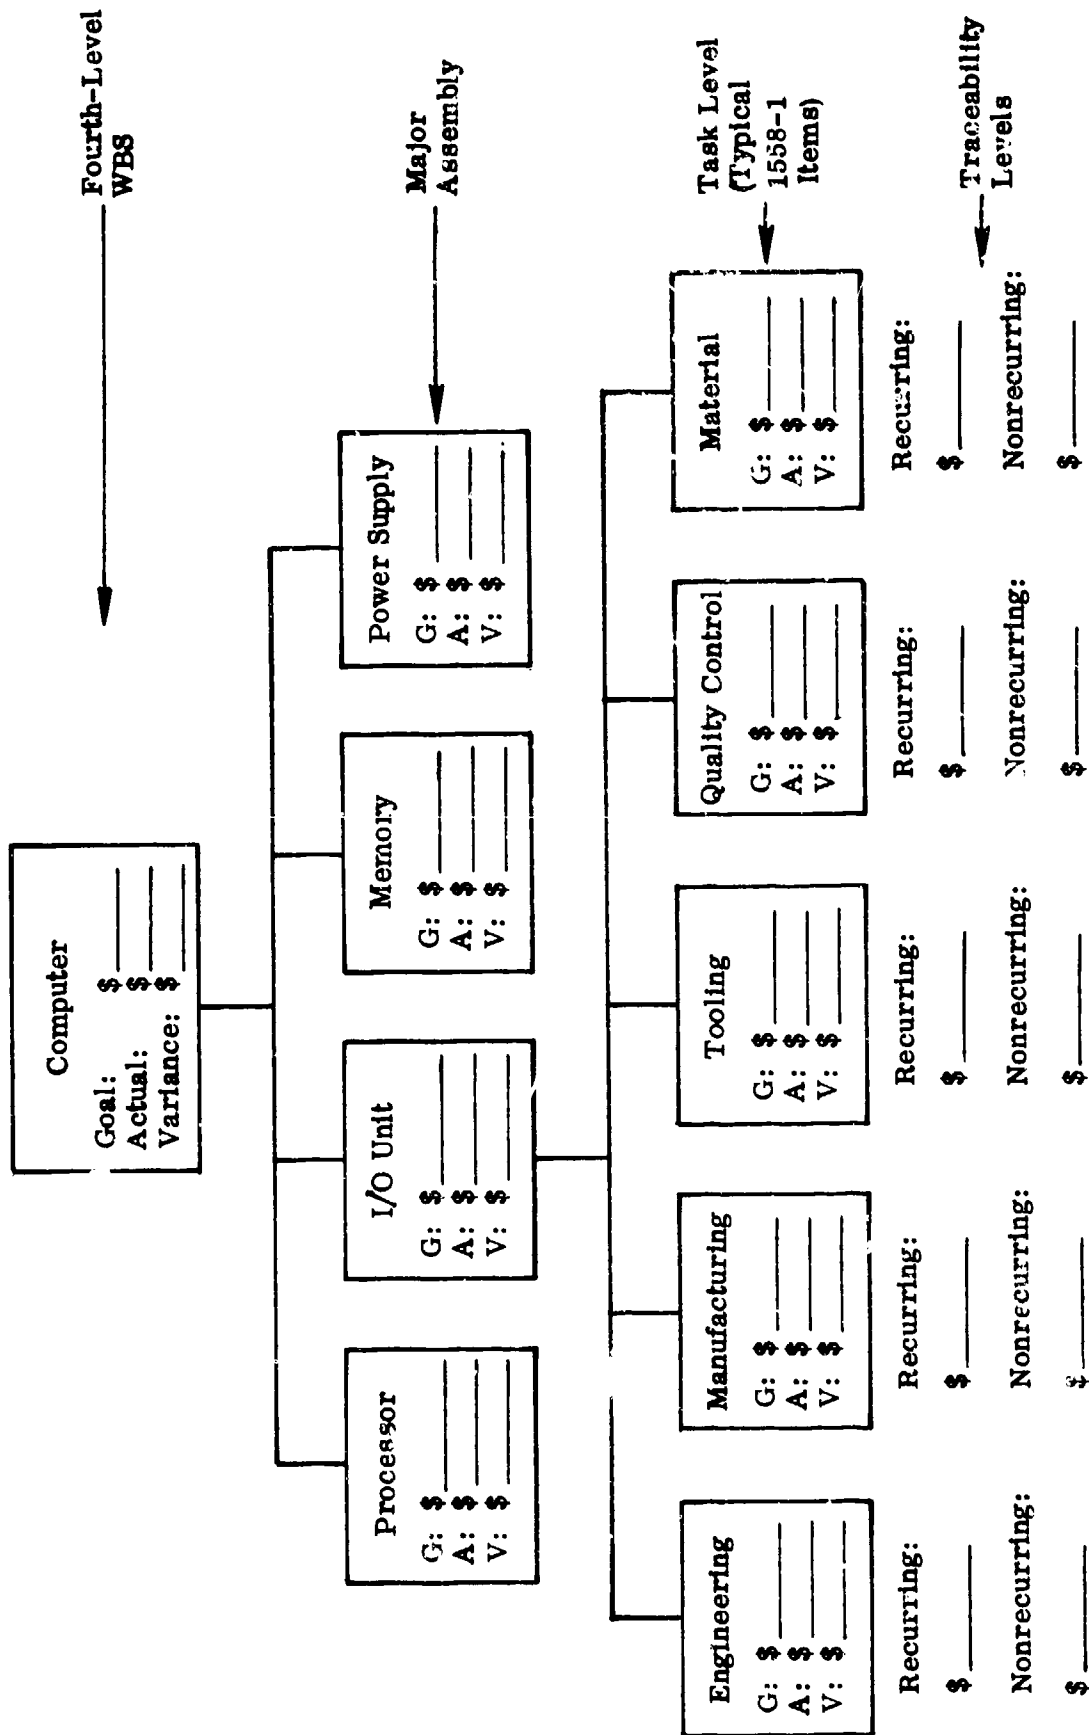 Computer
Goal: $
Actual: $
Variance: $
Fourth-Level
WBS
Processor
G: $
A: $
V: $
I/O Unit
G: $
A: $
V: $
Memory
G: $
A: $
V: $
Power Supply
G: $
A: $
V: $
Major
Assembly
Engineering
G: $
A: $
V: $
Manufacturing
G: $
A: $
V: $
Tooling
G: $
A: $
V: $
Quality Control
G: $
A: $
V: $
Material
G: $
A: $
V: $
Task Level
(Typical
1558-1
Items)
Recurring:
$
Nonrecurring:
$
Recurring:
$
Nonrecurring:
$
Recurring:
$
Nonrecurring:
$
Recurring:
$
Nonrecurring:
$
Recurring:
$
Nonrecurring:
$
Traceability
Levels